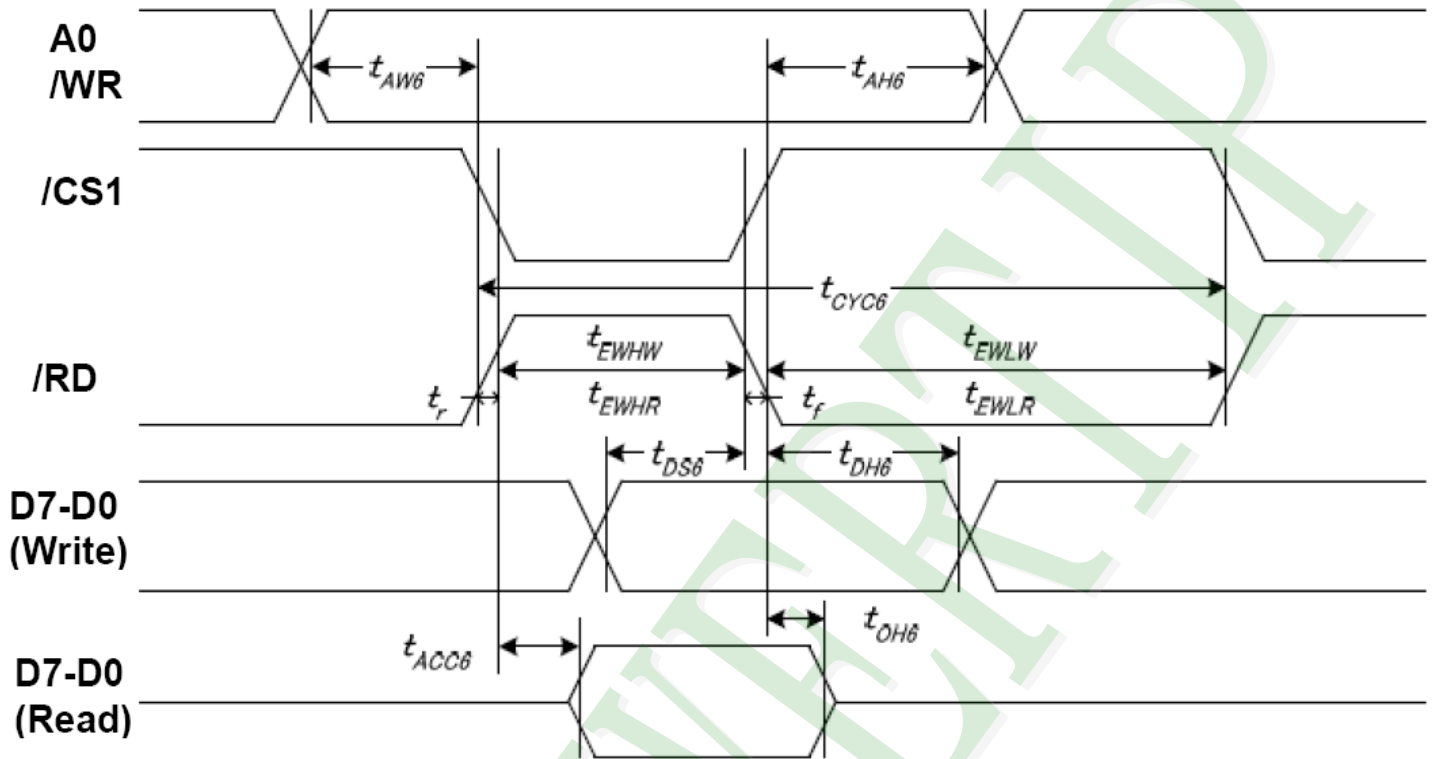 A0
/WR
tAW6
tAH6
/CS1
tCYC6
/RD
tEWHW
tEWLW
tr
tEWHR
tf
tEWLR
tDS6
tDH6
D7-D0
(Write)
tACC6
tOH6
D7-D0
(Read)